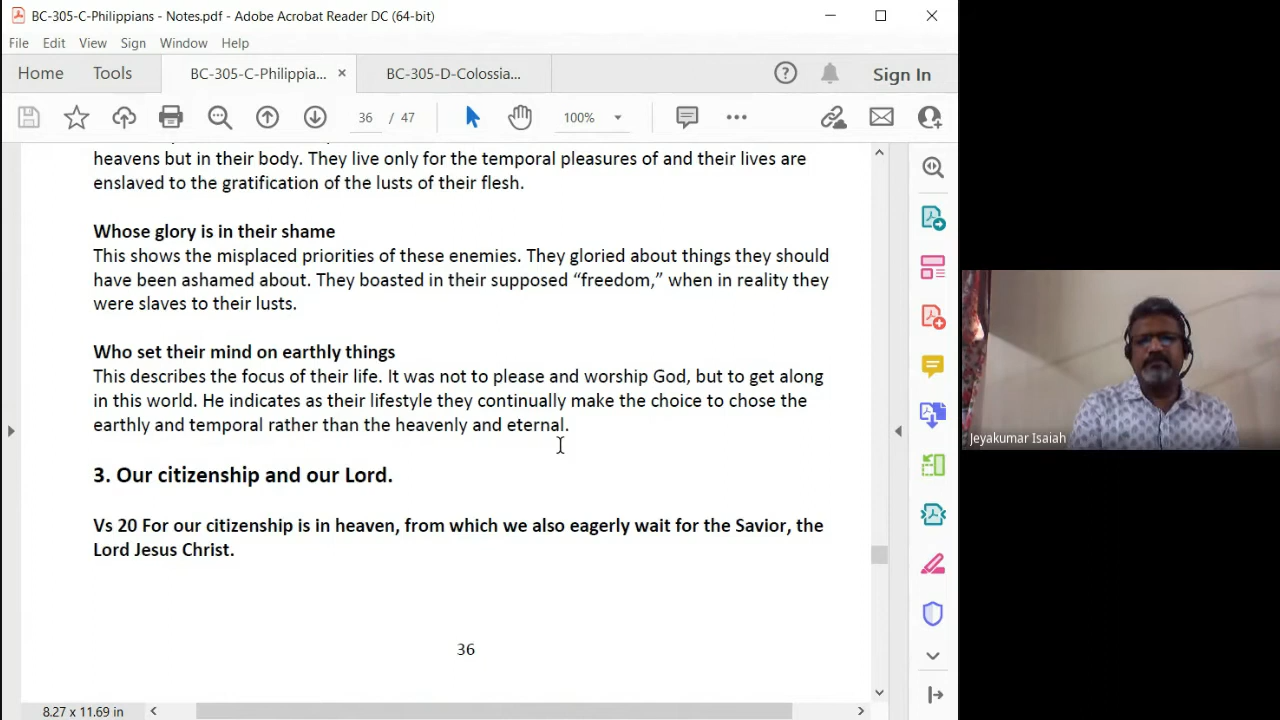 BC-305-C-Philippians - Notes.pdf - Adobe Acrobat Reader DC (64-bit)
File Edit View Sign Window Help
Home Tools BC-305-C-Philippia... × BC-305-D-Colossia... Sign In
36 / 47 100%
heavens but in their body. They live only for the temporal pleasures of and their lives are
enslaved to the gratification of the lusts of their flesh.
Whose glory is in their shame
This shows the misplaced priorities of these enemies. They gloried about things they should
have been ashamed about. They boasted in their supposed “freedom,” when in reality they
were slaves to their lusts.
Who set their mind on earthly things
This describes the focus of their life. It was not to please and worship God, but to get along
in this world. He indicates as their lifestyle they continually make the choice to chose the
earthly and temporal rather than the heavenly and eternal.
3. Our citizenship and our Lord.
Vs 20 For our citizenship is in heaven, from which we also eagerly wait for the Savior, the
Lord Jesus Christ.
36
8.27 x 11.69 in
Jeyakumar Isaiah